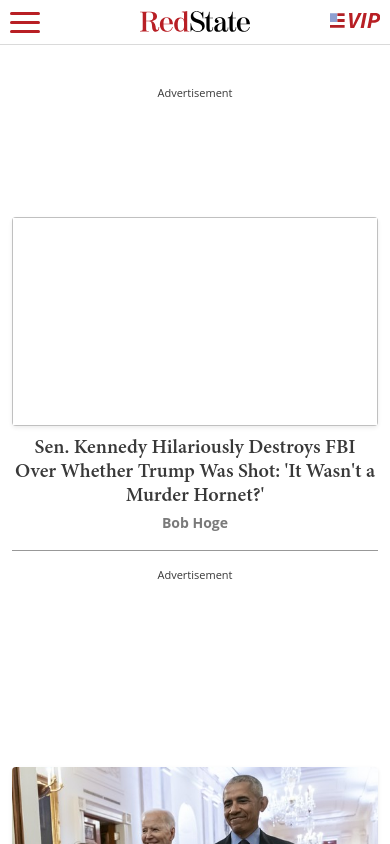 RedState
VIP
Advertisement
Sen. Kennedy Hilariously Destroys FBI
Over Whether Trump Was Shot: 'It Wasn't a
Murder Hornet?'
Bob Hoge
Advertisement